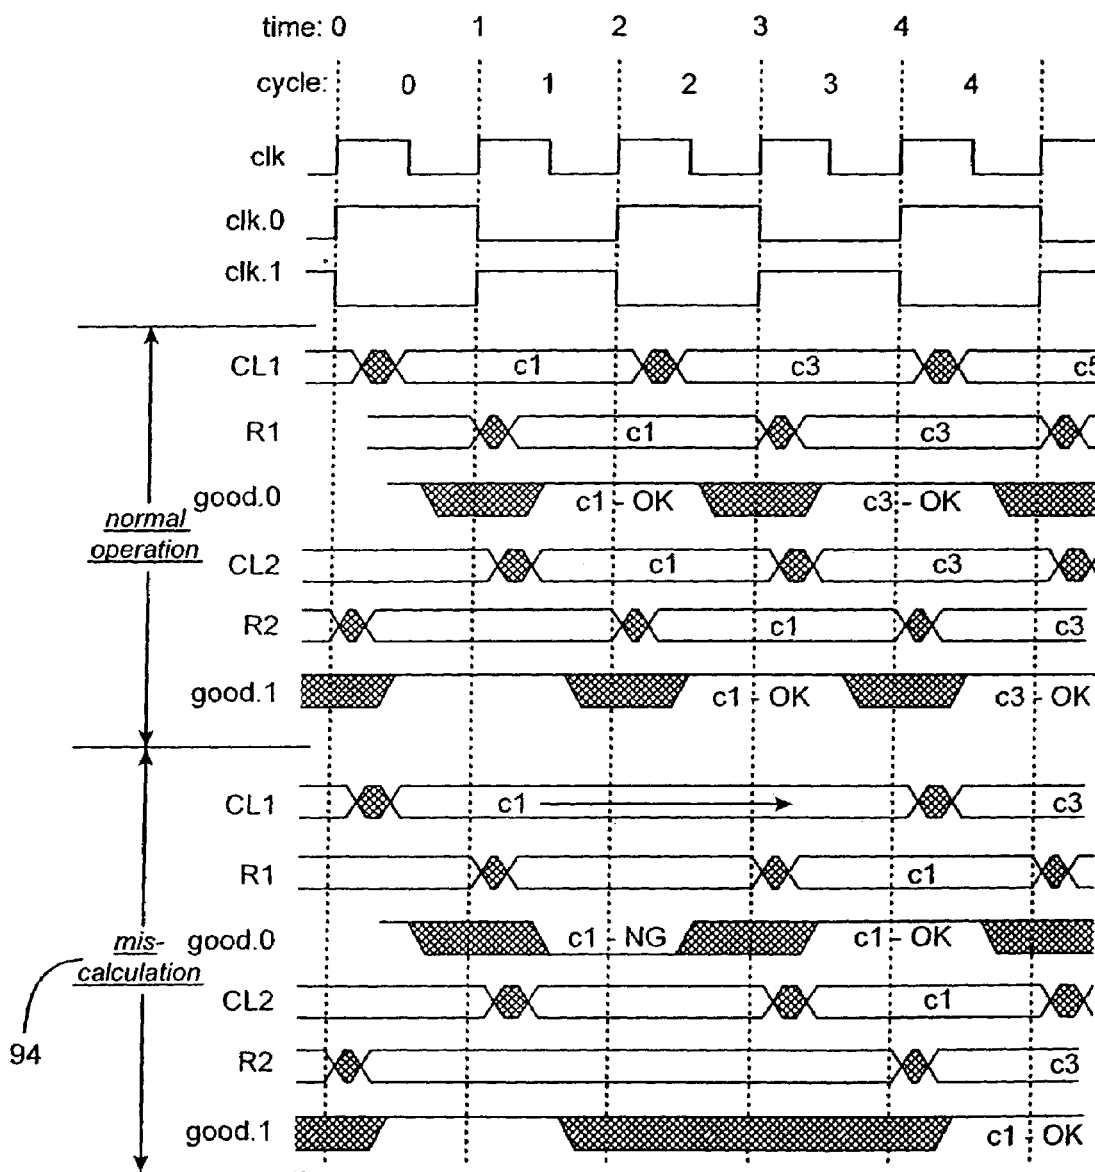 time: 0 1 2 3 4
cycle: 0 1 2 3 4
clk
clk.0
clk.1
CL1 c1 c3 c5
R1 c1 c3
good.0 c1 - OK c3 - OK
normal
operation
CL2 c1 c3
R2 c1 c3
good.1 c1 - OK c3 - OK
CL1 c1 c3
R1 c1
good.0 c1 - NG c1 - OK
mis-
calculation
CL2 c1
94
R2 c3
good.1 c1 - OK